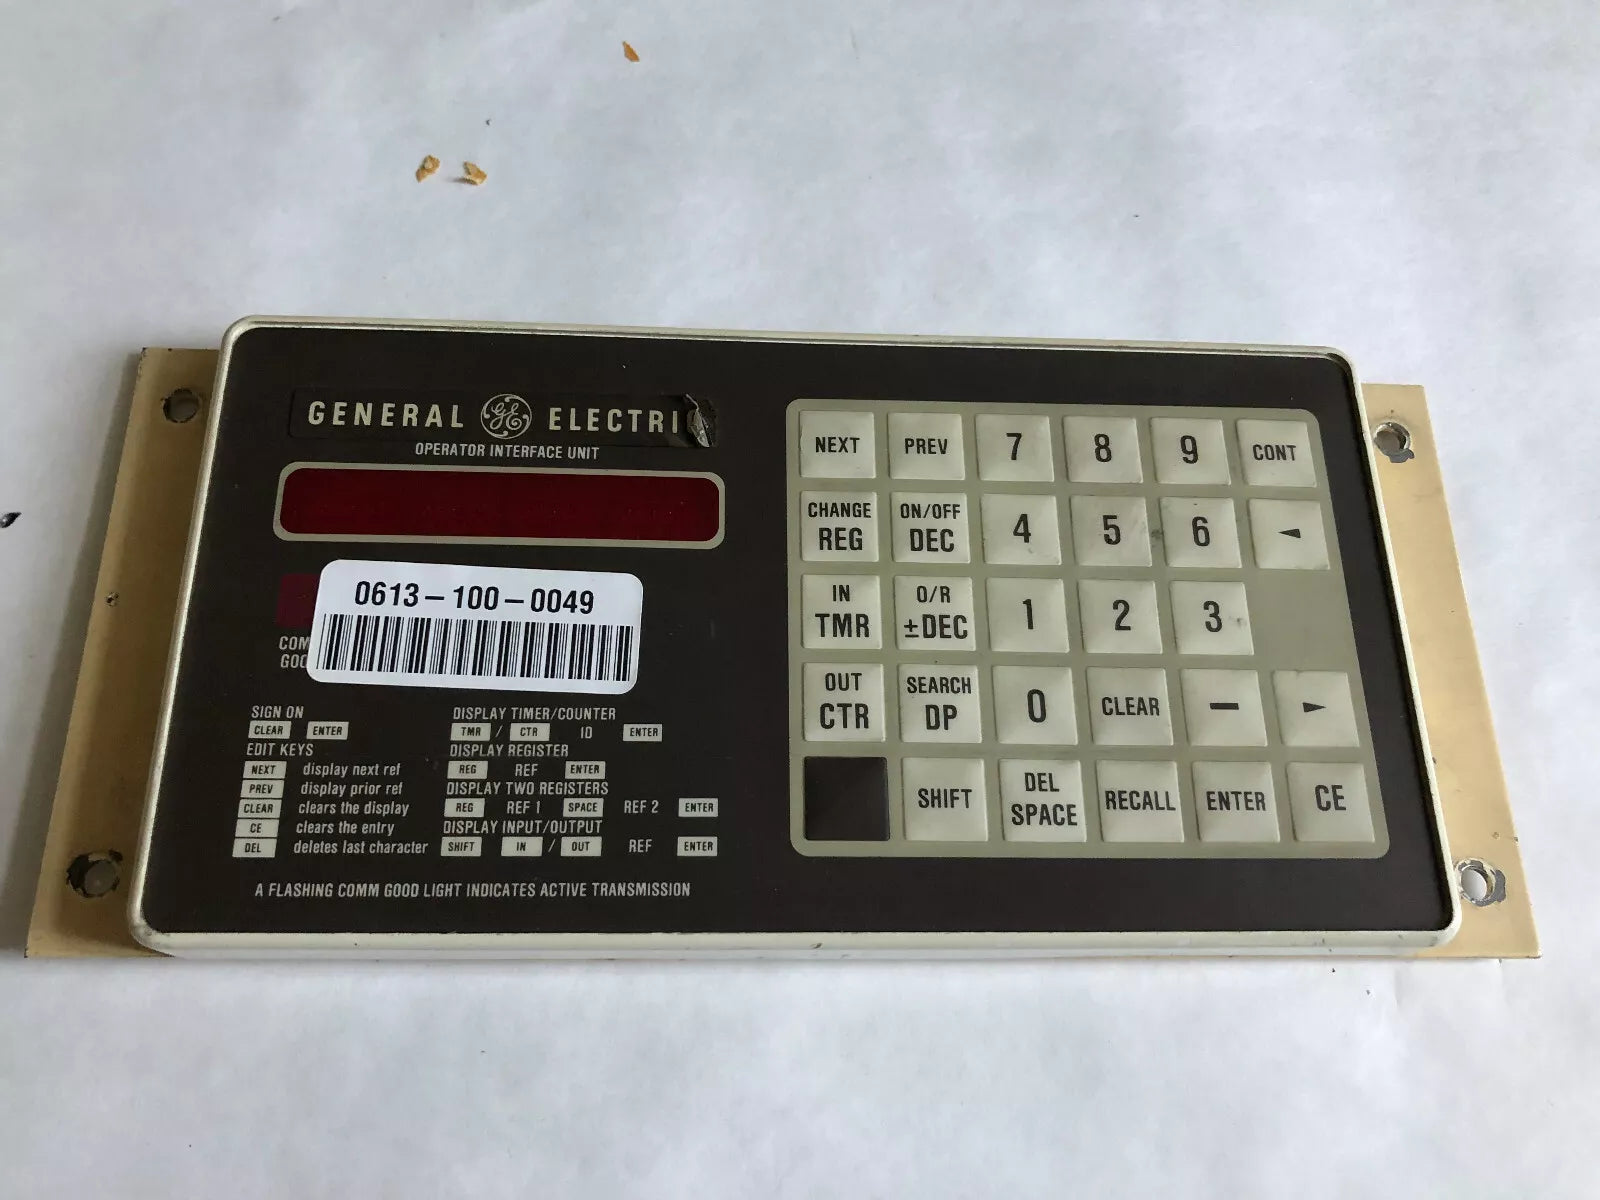 GENERAL GE ELECTRI
OPERATOR INTERFACE UNIT
0613-100-0049
COM
GOO
SIGN ON
CLEAR ENTER
EDIT KEYS
NEXT display next ref
PREV display prior ref
CLEAR clears the display
CE clears the entry
DEL deletes last character
DISPLAY TIMER/COUNTER
TMR / CTR ID ENTER
DISPLAY REGISTER
REG REF ENTER
DISPLAY TWO REGISTERS
REG REF 1 SPACE REF 2 ENTER
DISPLAY INPUT/OUTPUT
SHIFT IN / OUT REF ENTER
A FLASHING COMM GOOD LIGHT INDICATES ACTIVE TRANSMISSION
NEXT PREV 7 8 9 CONT
CHANGE ON/OFF
REG DEC 4 5 6 ◄
IN O/R
TMR ±DEC 1 2 3
OUT SEARCH
CTR DP 0 CLEAR — ►
SHIFT DEL RECALL ENTER CE
SPACE